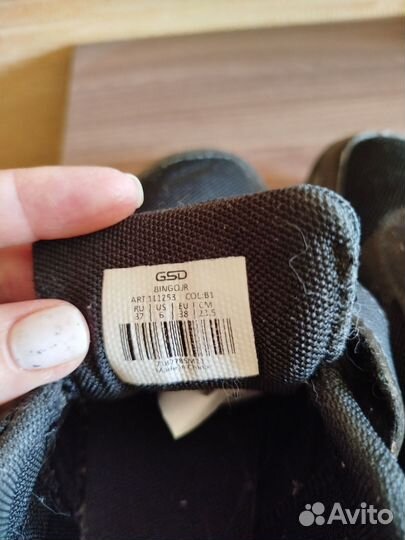 GSD
BINGOJR
ART:111253 COL:B1
RU US EU CM
37 6 38 23.5
Made in China
Avito